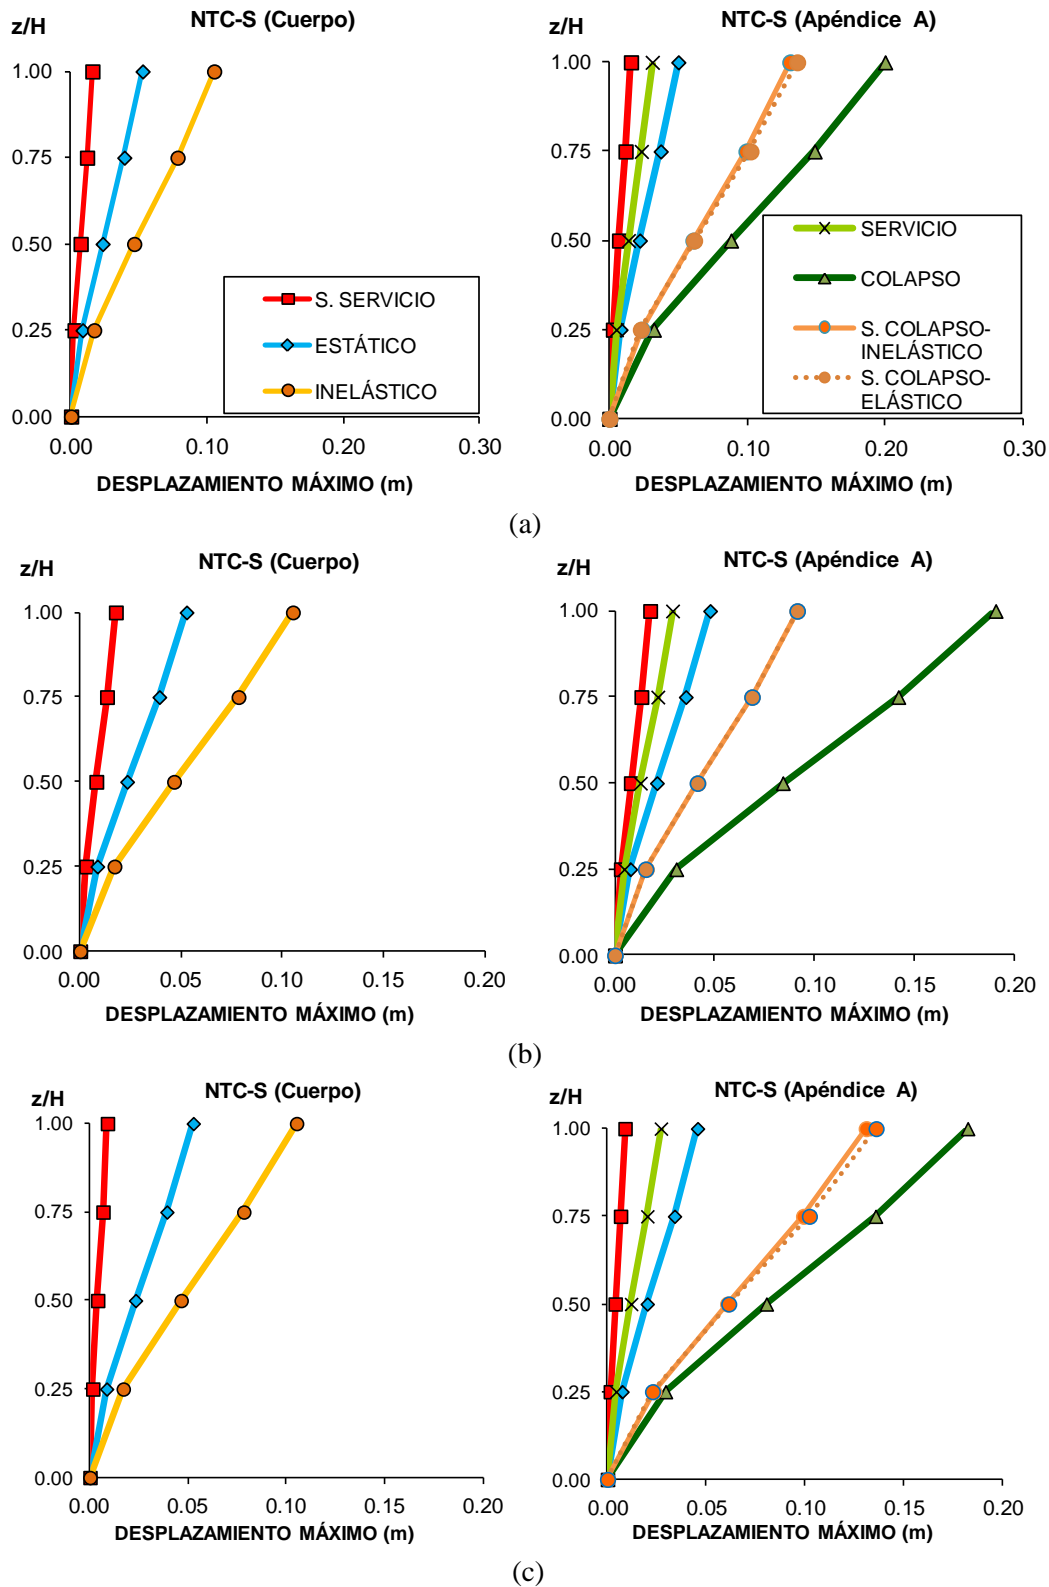 NTC-S (Cuerpo)
z/H
1.00
0.75
0.50
0.25
0.00
0.00 0.10 0.20 0.30
DESPLAZAMIENTO MÁXIMO (m)
S. SERVICIO
ESTÁTICO
INELÁSTICO
NTC-S (Apéndice A)
z/H
1.00
0.75
0.50
0.25
0.00
0.00 0.10 0.20 0.30
DESPLAZAMIENTO MÁXIMO (m)
SERVICIO
COLAPSO
S. COLAPSO-
INELÁSTICO
S. COLAPSO-
ELÁSTICO
(a)
NTC-S (Cuerpo)
z/H
1.00
0.75
0.50
0.25
0.00
0.00 0.05 0.10 0.15 0.20
DESPLAZAMIENTO MÁXIMO (m)
NTC-S (Apéndice A)
z/H
1.00
0.75
0.50
0.25
0.00
0.00 0.05 0.10 0.15 0.20
DESPLAZAMIENTO MÁXIMO (m)
(b)
NTC-S (Cuerpo)
z/H
1.00
0.75
0.50
0.25
0.00
0.00 0.05 0.10 0.15 0.20
DESPLAZAMIENTO MÁXIMO (m)
NTC-S (Apéndice A)
z/H
1.00
0.75
0.50
0.25
0.00
0.00 0.05 0.10 0.15 0.20
DESPLAZAMIENTO MÁXIMO (m)
(c)